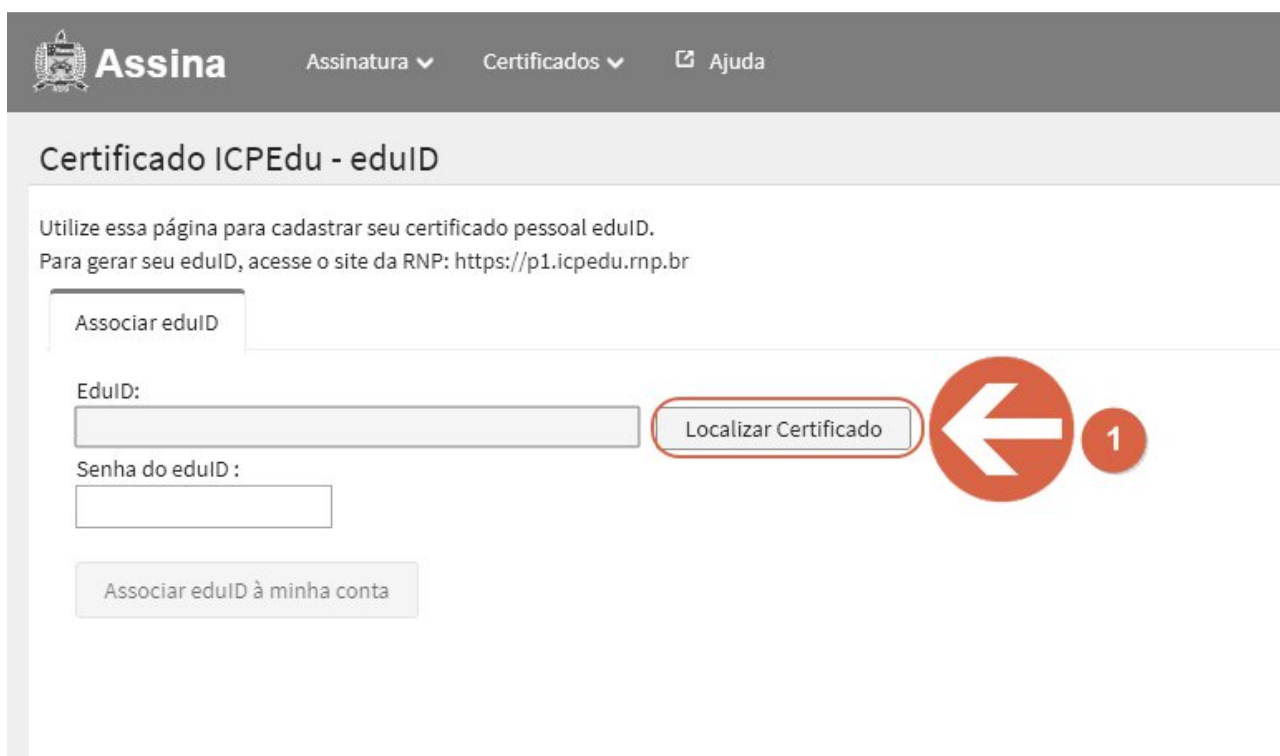 Assina Assinatura Certificados Ajuda
Certificado ICPEdu - eduID
Utilize essa página para cadastrar seu certificado pessoal eduID.
Para gerar seu eduID, acesse o site da RNP: https://p1.icpedu.rnp.br
Associar eduID
EduID:
Localizar Certificado 1
Senha do eduID :
Associar eduID à minha conta